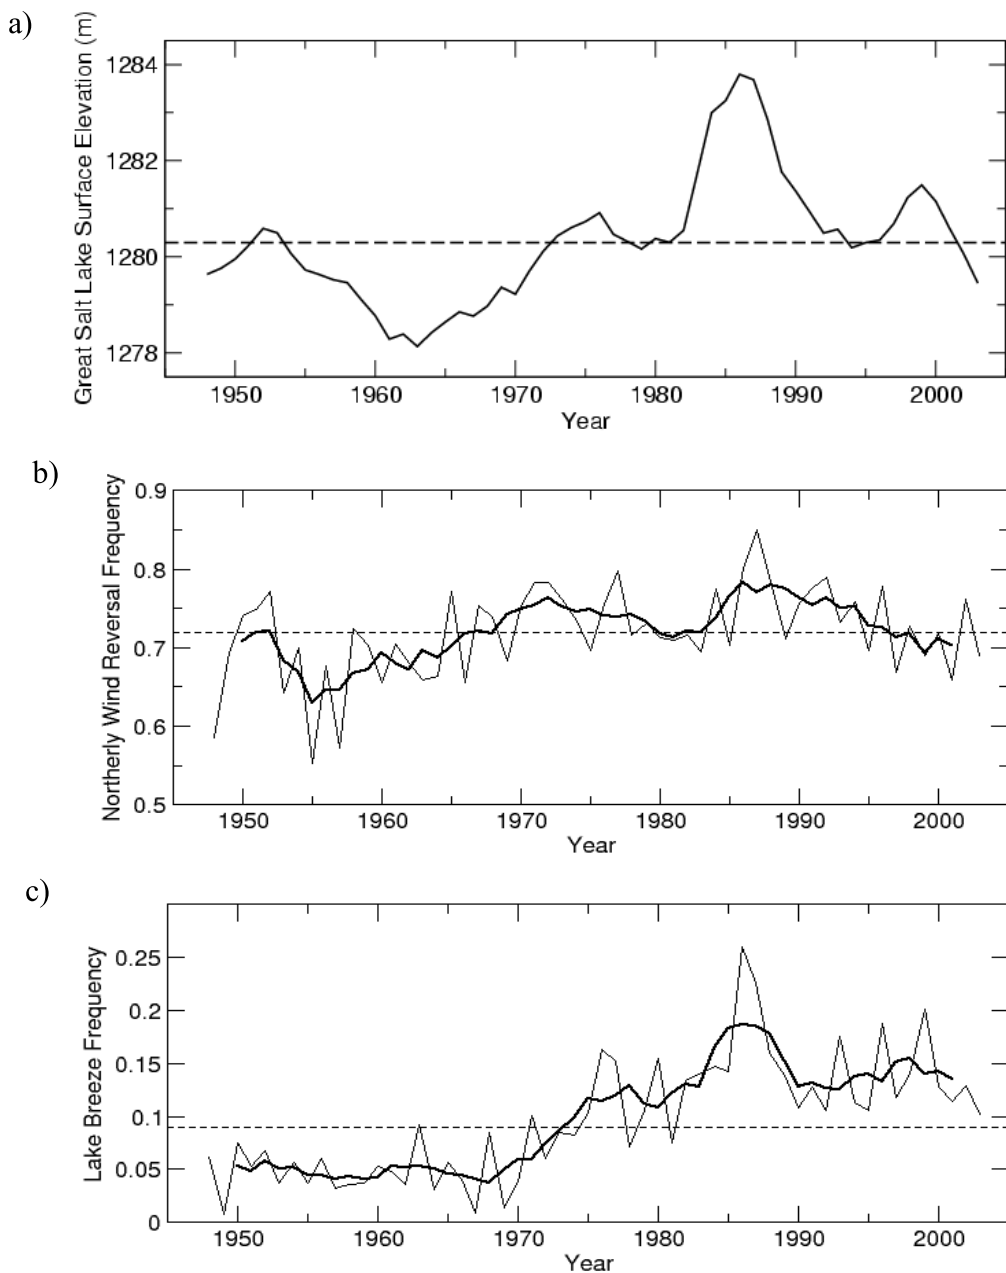 a)
Great Salt Lake Surface Elevation (m)
1284
1282
1280
1278
1950 1960 1970 1980 1990 2000
Year
b)
Northerly Wind Reversal Frequency
0.9
0.8
0.7
0.6
0.5
1950 1960 1970 1980 1990 2000
Year
c)
Lake Breeze Frequency
0.25
0.2
0.15
0.1
0.05
0
1950 1960 1970 1980 1990 2000
Year